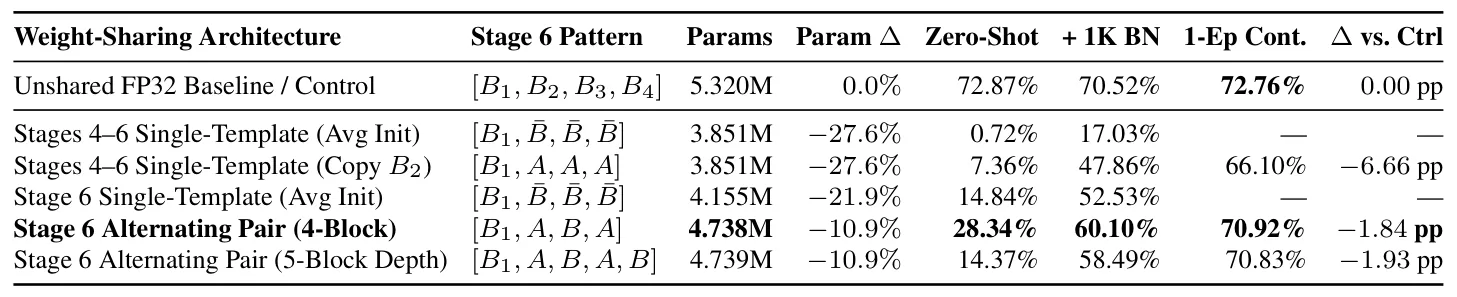 Weight-Sharing Architecture Stage 6 Pattern Params Param Δ Zero-Shot + 1K BN 1-Ep Cont. Δ vs. Ctrl
Unshared FP32 Baseline / Control [B₁, B₂, B₃, B₄] 5.320M 0.0% 72.87% 70.52% 72.76% 0.00 pp
Stages 4–6 Single-Template (Avg Init) [B₁, B̄, B̄, B̄] 3.851M −27.6% 0.72% 17.03% — —
Stages 4–6 Single-Template (Copy B₂) [B₁, A, A, A] 3.851M −27.6% 7.36% 47.86% 66.10% −6.66 pp
Stage 6 Single-Template (Avg Init) [B₁, B̄, B̄, B̄] 4.155M −21.9% 14.84% 52.53% — —
Stage 6 Alternating Pair (4-Block) [B₁, A, B, A] 4.738M −10.9% 28.34% 60.10% 70.92% −1.84 pp
Stage 6 Alternating Pair (5-Block Depth) [B₁, A, B, A, B] 4.739M −10.9% 14.37% 58.49% 70.83% −1.93 pp